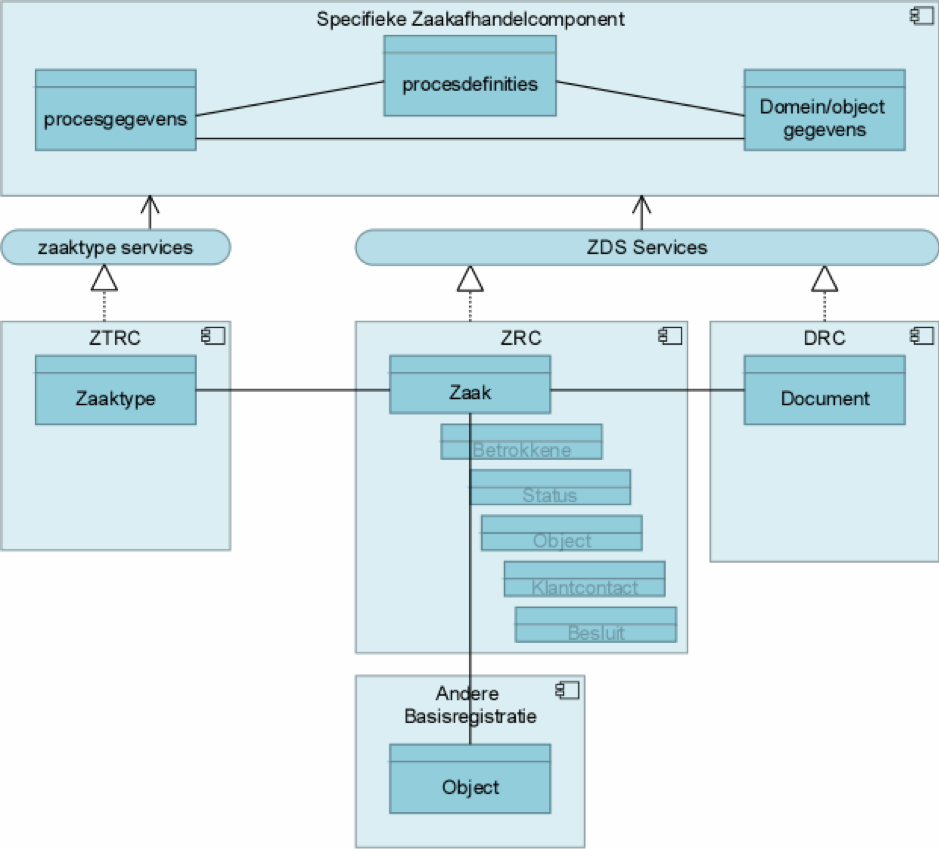 Specifieke Zaakafhandelcomponent
procesgegevens
procesdefinities
Domein/object
gegevens
zaaktype services
ZDS Services
ZTRC
Zaaktype
ZRC
Zaak
Betrokkene
Status
Object
Klantcontact
Besluit
DRC
Document
Andere
Basisregistratie
Object